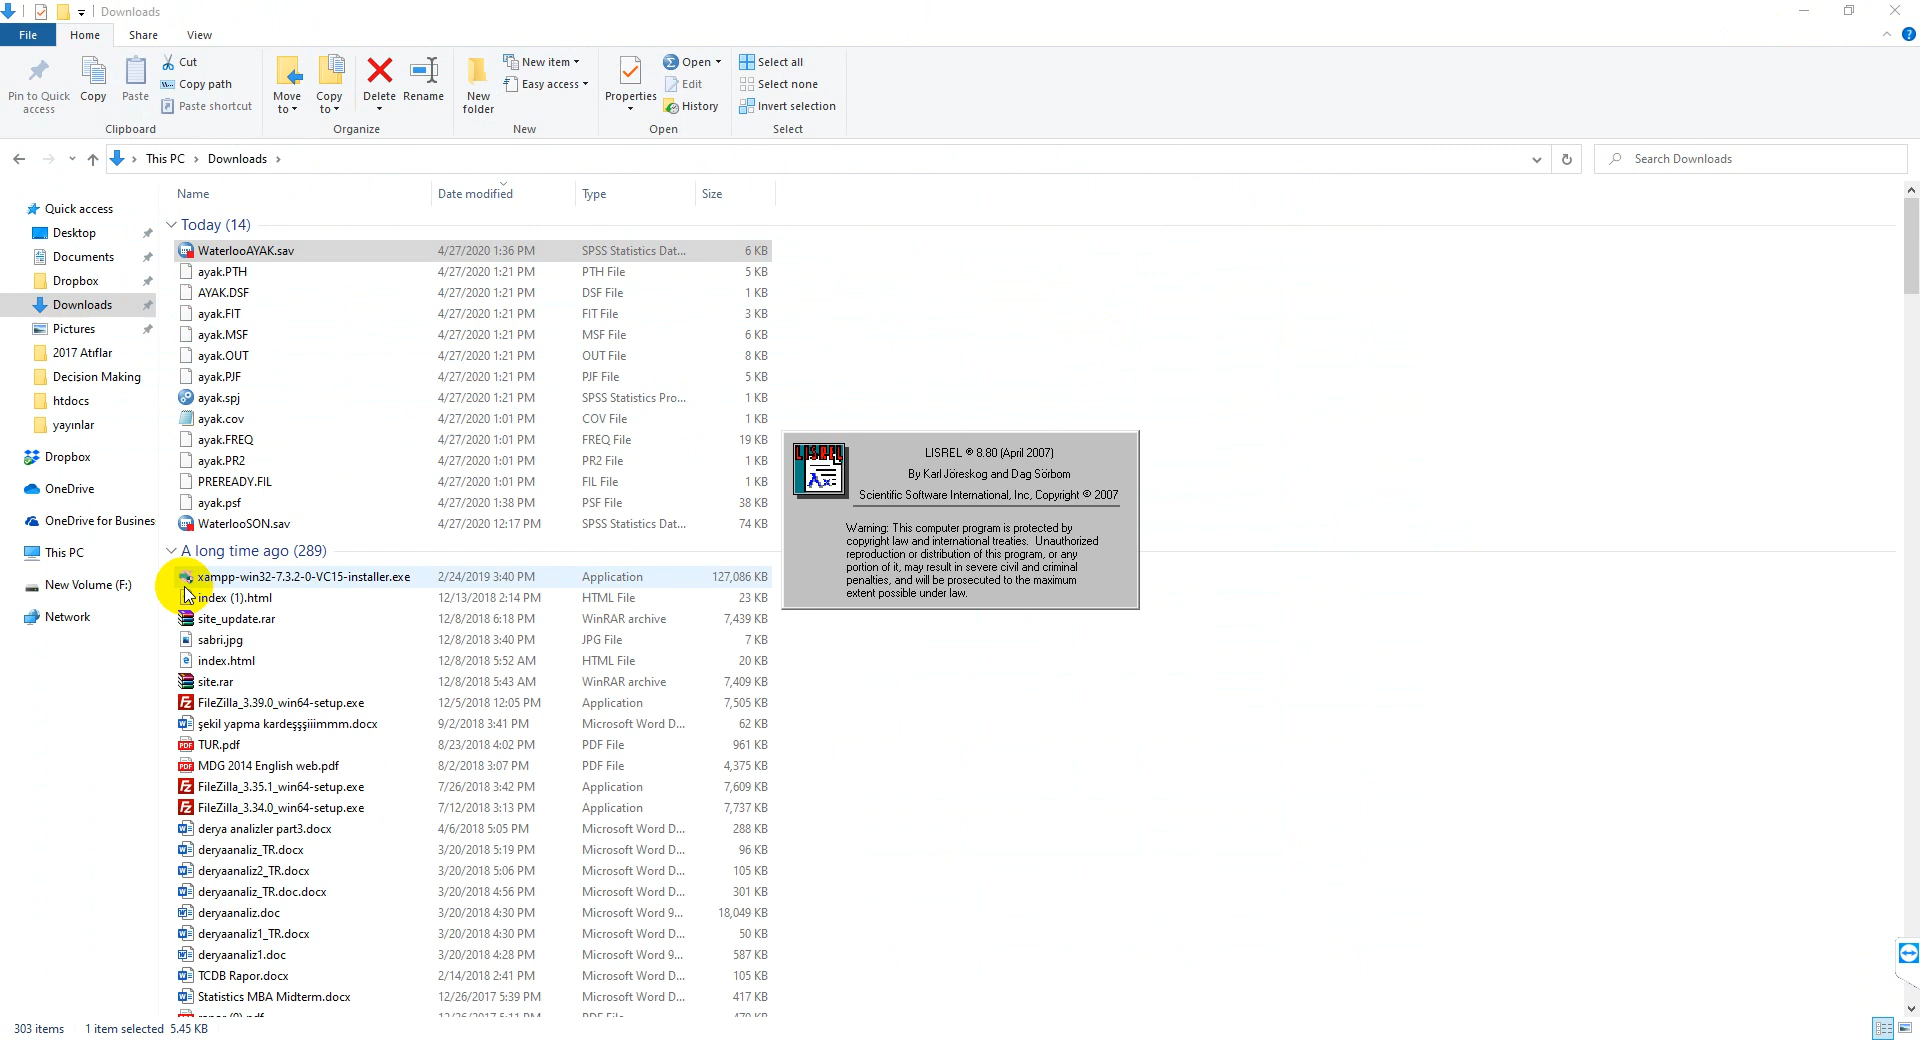 Downloads
File Home Share View
Pin to Quick access
Copy
Paste
Cut
Copy path
Paste shortcut
Clipboard
Move to
Copy to
Delete
Rename
Organize
New folder
New item
Easy access
New
Properties
Open
Edit
History
Open
Select all
Select none
Invert selection
Select
This PC Downloads
Search Downloads
Name Date modified Type Size
Quick access
Desktop
Documents
Dropbox
Downloads
Pictures
2017 Atıflar
Decision Making
htdocs
yayınlar
Dropbox
OneDrive
OneDrive for Busines
This PC
New Volume (F:)
Network
Today (14)
WaterlooAYAK.sav 4/27/2020 1:36 PM SPSS Statistics Dat... 6 KB
ayak.PTH 4/27/2020 1:21 PM PTH File 5 KB
AYAK.DSF 4/27/2020 1:21 PM DSF File 1 KB
ayak.FIT 4/27/2020 1:21 PM FIT File 3 KB
ayak.MSF 4/27/2020 1:21 PM MSF File 6 KB
ayak.OUT 4/27/2020 1:21 PM OUT File 8 KB
ayak.PJF 4/27/2020 1:21 PM PJF File 5 KB
ayak.spj 4/27/2020 1:21 PM SPSS Statistics Pro... 1 KB
ayak.cov 4/27/2020 1:01 PM COV File 1 KB
ayak.FREQ 4/27/2020 1:01 PM FREQ File 19 KB
ayak.PR2 4/27/2020 1:01 PM PR2 File 1 KB
PREREADY.FIL 4/27/2020 1:01 PM FIL File 1 KB
ayak.psf 4/27/2020 1:38 PM PSF File 38 KB
WaterlooSON.sav 4/27/2020 12:17 PM SPSS Statistics Dat... 74 KB
A long time ago (289)
xampp-win32-7.3.2-0-VC15-installer.exe 2/24/2019 3:40 PM Application 127,086 KB
index (1).html 12/13/2018 2:14 PM HTML File 23 KB
site_update.rar 12/8/2018 6:18 PM WinRAR archive 7,439 KB
sabri.jpg 12/8/2018 3:40 PM JPG File 7 KB
index.html 12/8/2018 5:52 AM HTML File 20 KB
site.rar 12/8/2018 5:43 AM WinRAR archive 7,409 KB
FileZilla_3.39.0_win64-setup.exe 12/5/2018 12:05 PM Application 7,505 KB
şekil yapma kardeşşşiiimmm.docx 9/2/2018 3:41 PM Microsoft Word D... 62 KB
TUR.pdf 8/23/2018 4:02 PM PDF File 961 KB
MDG 2014 English web.pdf 8/2/2018 3:07 PM PDF File 4,375 KB
FileZilla_3.35.1_win64-setup.exe 7/26/2018 3:42 PM Application 7,609 KB
FileZilla_3.34.0_win64-setup.exe 7/12/2018 3:13 PM Application 7,737 KB
derya analizler part3.docx 4/6/2018 5:05 PM Microsoft Word D... 288 KB
deryaanaliz_TR.docx 3/20/2018 5:19 PM Microsoft Word D... 96 KB
deryaanaliz2_TR.docx 3/20/2018 5:06 PM Microsoft Word D... 105 KB
deryaanaliz_TR.doc.docx 3/20/2018 4:56 PM Microsoft Word D... 301 KB
deryaanaliz.doc 3/20/2018 4:30 PM Microsoft Word 9... 18,049 KB
deryaanaliz1_TR.docx 3/20/2018 4:30 PM Microsoft Word D... 50 KB
deryaanaliz1.doc 3/20/2018 4:28 PM Microsoft Word 9... 587 KB
TCDB Rapor.docx 2/14/2018 2:41 PM Microsoft Word D... 105 KB
Statistics MBA Midterm.docx 12/26/2017 5:39 PM Microsoft Word D... 417 KB
LISREL
LISREL ® 8.80 (April 2007)
By Karl Jöreskog and Dag Sörbom
Scientific Software International, Inc, Copyright © 2007
Warning: This computer program is protected by
copyright law and international treaties. Unauthorized
reproduction or distribution of this program, or any
portion of it, may result in severe civil and criminal
penalties, and will be prosecuted to the maximum
extent possible under law.
303 items 1 item selected 5.45 KB